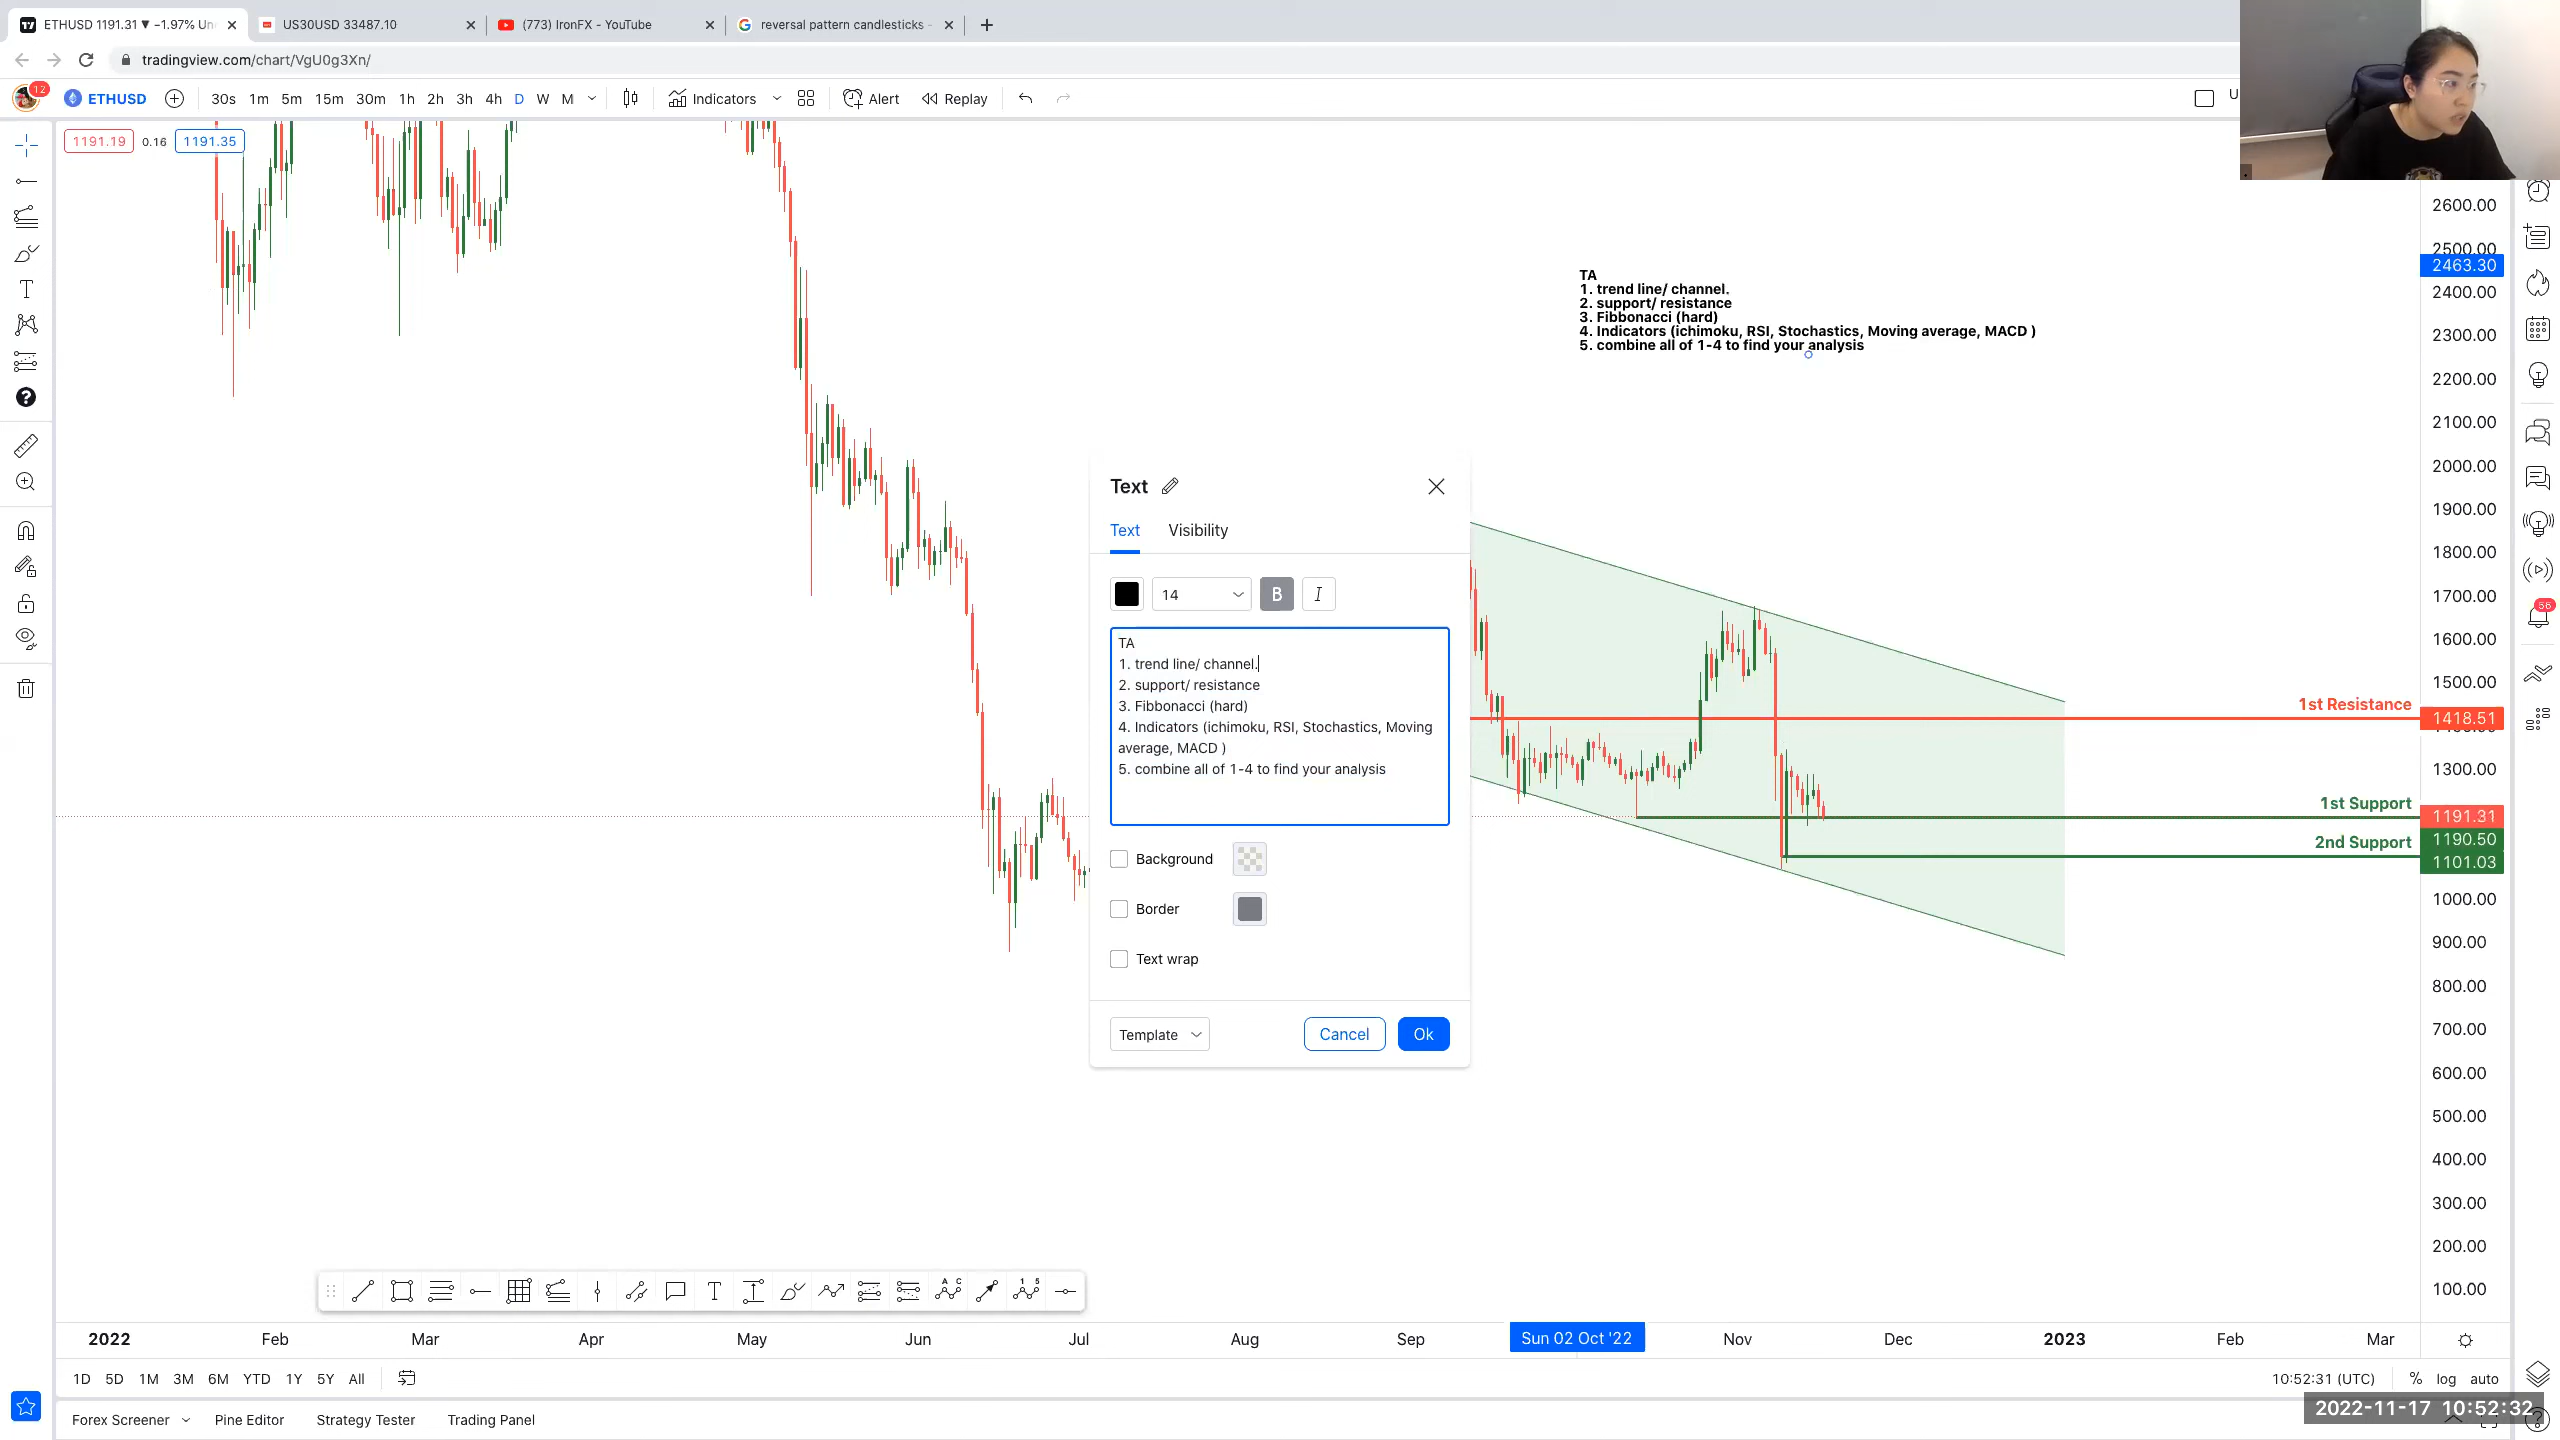 ETHUSD 1191.31 ▼ −1.97% Un
US30USD 33487.10
(773) IronFX - YouTube
reversal pattern candlesticks -
tradingview.com/chart/VgU0g3Xn/
12
ETHUSD
30s 1m 5m 15m 30m 1h 2h 3h 4h D W M
Indicators
Alert
Replay
U
1191.19 0.16 1191.35
TA
1. trend line/ channel.
2. support/ resistance
3. Fibbonacci (hard)
4. Indicators (ichimoku, RSI, Stochastics, Moving average, MACD )
5. combine all of 1-4 to find your analysis
2600.00
2500.00
2463.30
2400.00
2300.00
2200.00
2100.00
2000.00
1900.00
1800.00
1700.00
1600.00
1500.00
1418.51
1300.00
1191.31
1190.50
1101.03
1000.00
900.00
800.00
700.00
600.00
500.00
400.00
300.00
200.00
100.00
56
1st Resistance
1st Support
2nd Support
Text
Text Visibility
14 B I
TA
1. trend line/ channel.
2. support/ resistance
3. Fibbonacci (hard)
4. Indicators (ichimoku, RSI, Stochastics, Moving
average, MACD )
5. combine all of 1-4 to find your analysis
Background
Border
Text wrap
Template Cancel Ok
2022 Feb Mar Apr May Jun Jul Aug Sep Sun 02 Oct '22 Nov Dec 2023 Feb Mar
1D 5D 1M 3M 6M YTD 1Y 5Y All
10:52:31 (UTC) % log auto
Forex Screener Pine Editor Strategy Tester Trading Panel
2022-11-17 10:52:32